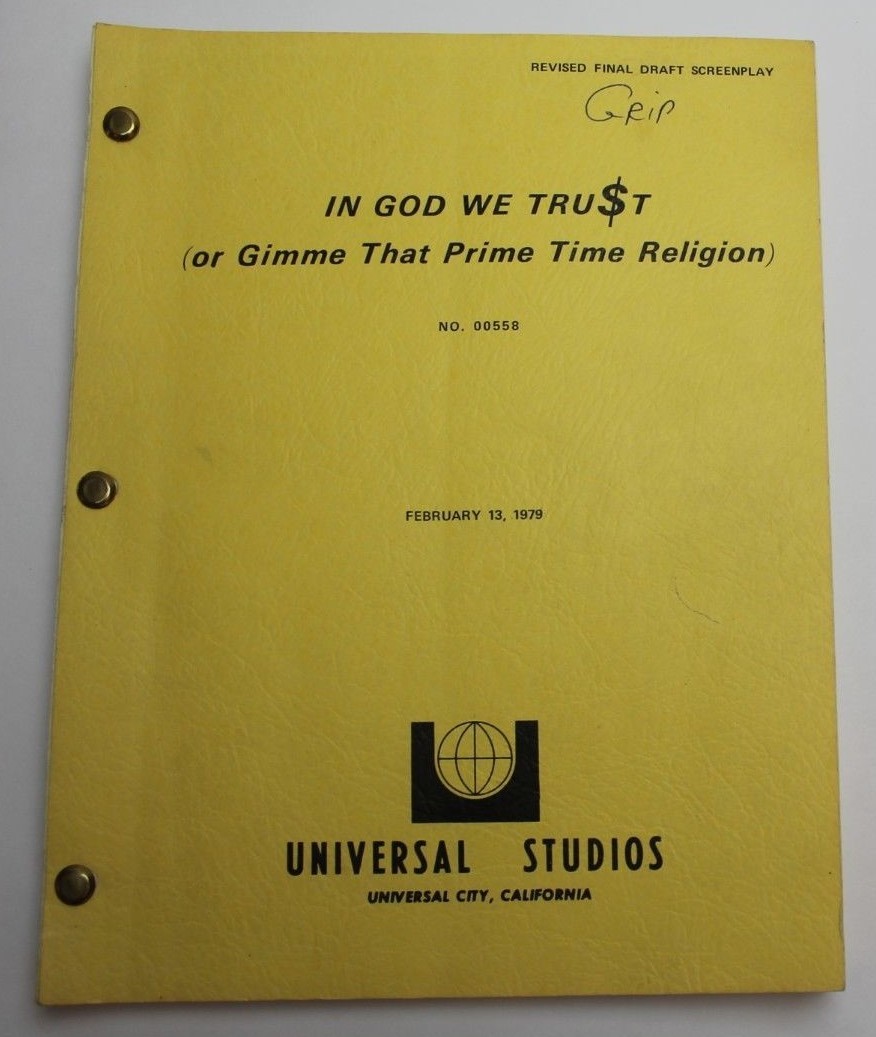 REVISED FINAL DRAFT SCREENPLAY
GRIP
IN GOD WE TRU$T
(or Gimme That Prime Time Religion)
NO. 00558
FEBRUARY 13, 1979
UNIVERSAL STUDIOS
UNIVERSAL CITY, CALIFORNIA